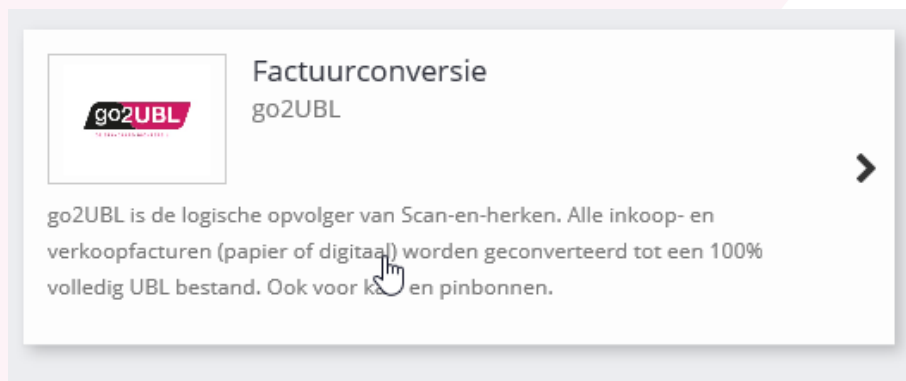 Factuurconversie
go2UBL
go2UBL
go2UBL is de logische opvolger van Scan-en-herken. Alle inkoop- en
verkoopfacturen (papier of digitaal) worden geconverteerd tot een 100%
volledig UBL bestand. Ook voor en pinbonnen.